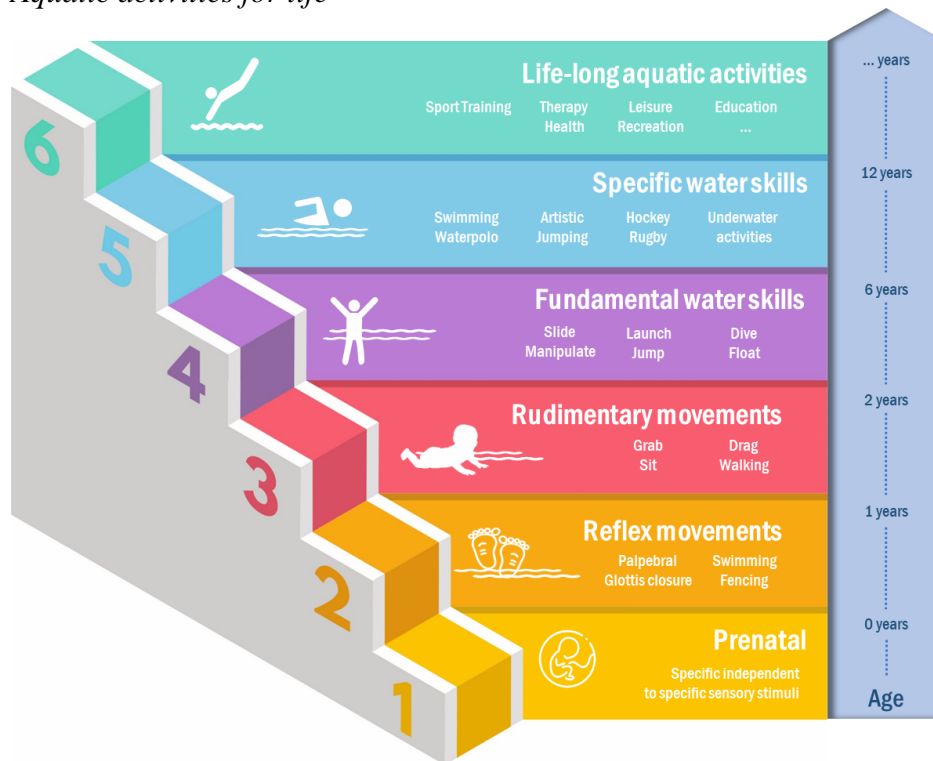 Aquatic activities for life
Life-long aquatic activities
Sport Training Therapy Leisure Education
Health Recreation ...
6
Specific water skills
Swimming Artistic Hockey Underwater
Waterpolo Jumping Rugby activities
5
Fundamental water skills
Slide Launch Dive
Manipulate Jump Float
4
Rudimentary movements
Grab Drag
Sit Walking
3
Reflex movements
Palpebral Swimming
Glottis closure Fencing
2
Prenatal
Specific independent
to specific sensory stimuli
1
... years
12 years
6 years
2 years
1 years
0 years
Age